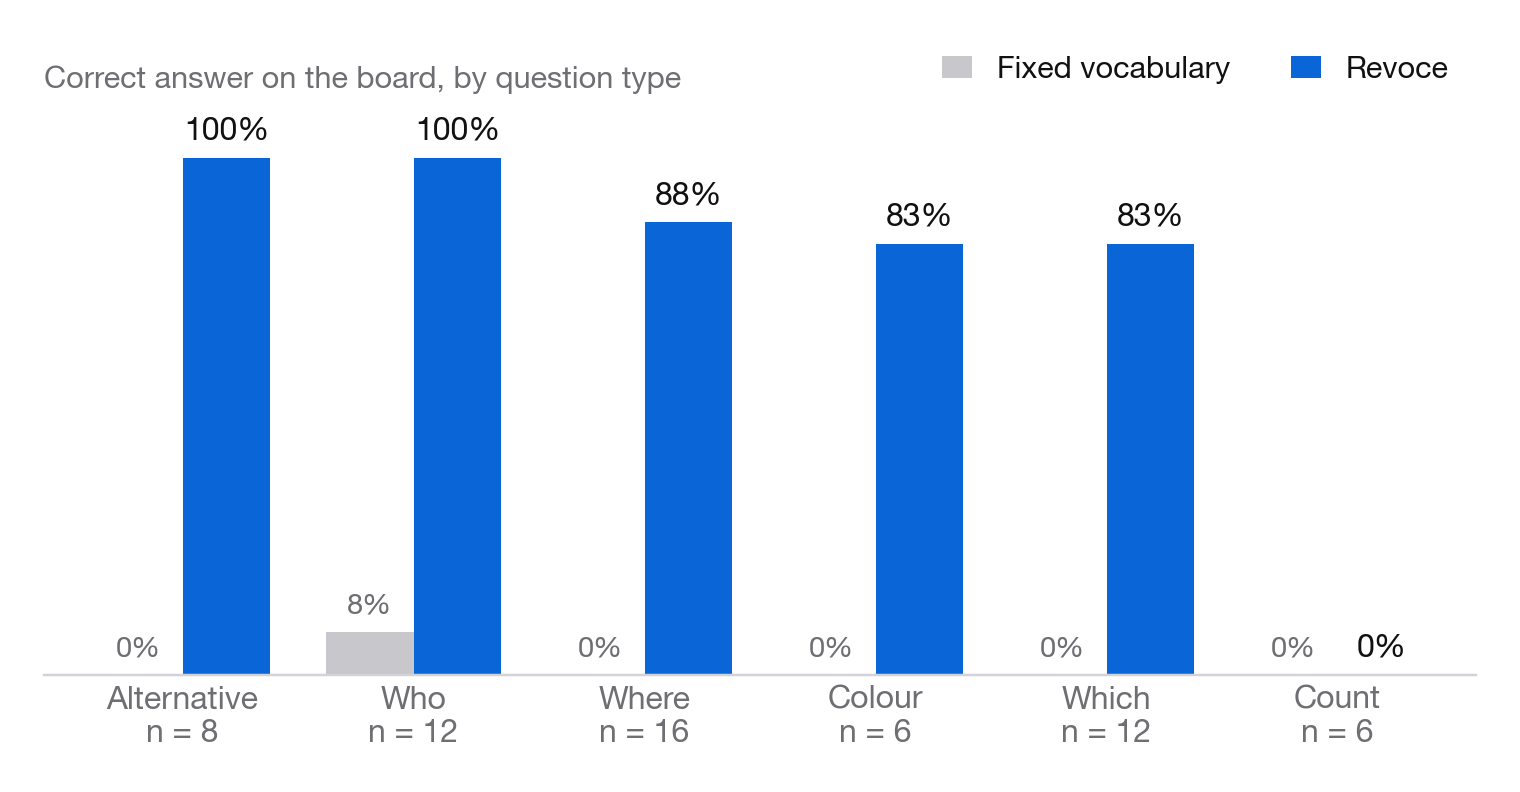 Correct answer on the board, by question type
Fixed vocabulary
Revoce
100%
100%
88%
83%
83%
8%
0%
0%
0%
0%
0%
0%
Alternative
n = 8
Who
n = 12
Where
n = 16
Colour
n = 6
Which
n = 12
Count
n = 6